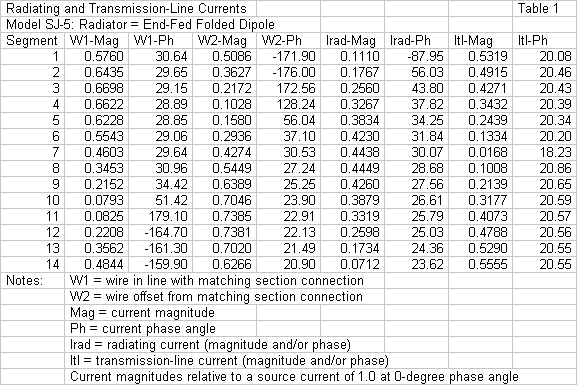 Radiating and Transmission-Line Currents Table 1
Model SJ-5: Radiator = End-Fed Folded Dipole
Segment W1-Mag W1-Ph W2-Mag W2-Ph Irad-Mag Irad-Ph Itl-Mag Itl-Ph
1 0.5760 30.64 0.5086 -171.90 0.1110 -87.95 0.5319 20.08
2 0.6435 29.65 0.3627 -176.00 0.1767 56.03 0.4915 20.46
3 0.6698 29.15 0.2172 172.56 0.2560 43.80 0.4271 20.43
4 0.6622 28.89 0.1028 128.24 0.3267 37.82 0.3432 20.39
5 0.6228 28.85 0.1580 56.04 0.3834 34.25 0.2439 20.34
6 0.5543 29.06 0.2936 37.10 0.4230 31.84 0.1334 20.20
7 0.4603 29.64 0.4274 30.53 0.4438 30.07 0.0168 18.23
8 0.3453 30.96 0.5449 27.24 0.4449 28.68 0.1008 20.86
9 0.2152 34.42 0.6389 25.25 0.4260 27.56 0.2139 20.65
10 0.0793 51.42 0.7046 23.90 0.3879 26.61 0.3177 20.59
11 0.0825 179.10 0.7385 22.91 0.3319 25.79 0.4073 20.57
12 0.2208 -164.70 0.7381 22.13 0.2598 25.03 0.4788 20.56
13 0.3562 -161.30 0.7020 21.49 0.1734 24.36 0.5290 20.55
14 0.4844 -159.90 0.6266 20.90 0.0712 23.62 0.5555 20.55
Notes: W1 = wire in line with matching section connection
W2 = wire offset from matching section connection
Mag = current magnitude
Ph = current phase angle
Irad = radiating current (magnitude and/or phase)
Itl = transmission-line current (magnitude and/or phase)
Current magnitudes relative to a source current of 1.0 at 0-degree phase angle